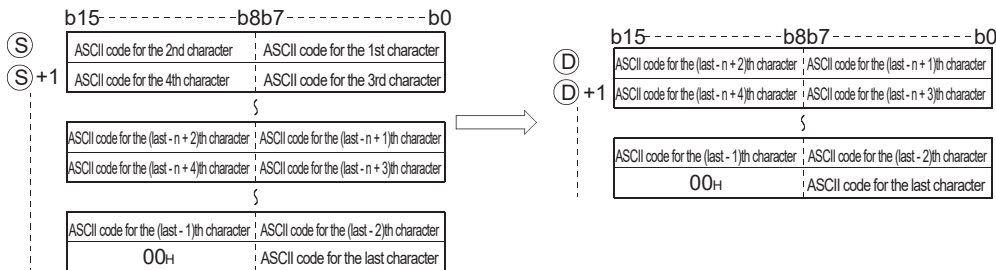 b15 b8b7 b0
S ASCII code for the 2nd character ASCII code for the 1st character
S +1 ASCII code for the 4th character ASCII code for the 3rd character
ASCII code for the (last - n + 2)th character ASCII code for the (last - n + 1)th character
ASCII code for the (last - n + 4)th character ASCII code for the (last - n + 3)th character
ASCII code for the (last - 1)th character ASCII code for the (last - 2)th character
00H ASCII code for the last character
b15 b8b7 b0
D ASCII code for the (last - n + 2)th character ASCII code for the (last - n + 1)th character
D +1 ASCII code for the (last - n + 4)th character ASCII code for the (last - n + 3)th character
ASCII code for the (last - 1)th character ASCII code for the (last - 2)th character
00H ASCII code for the last character